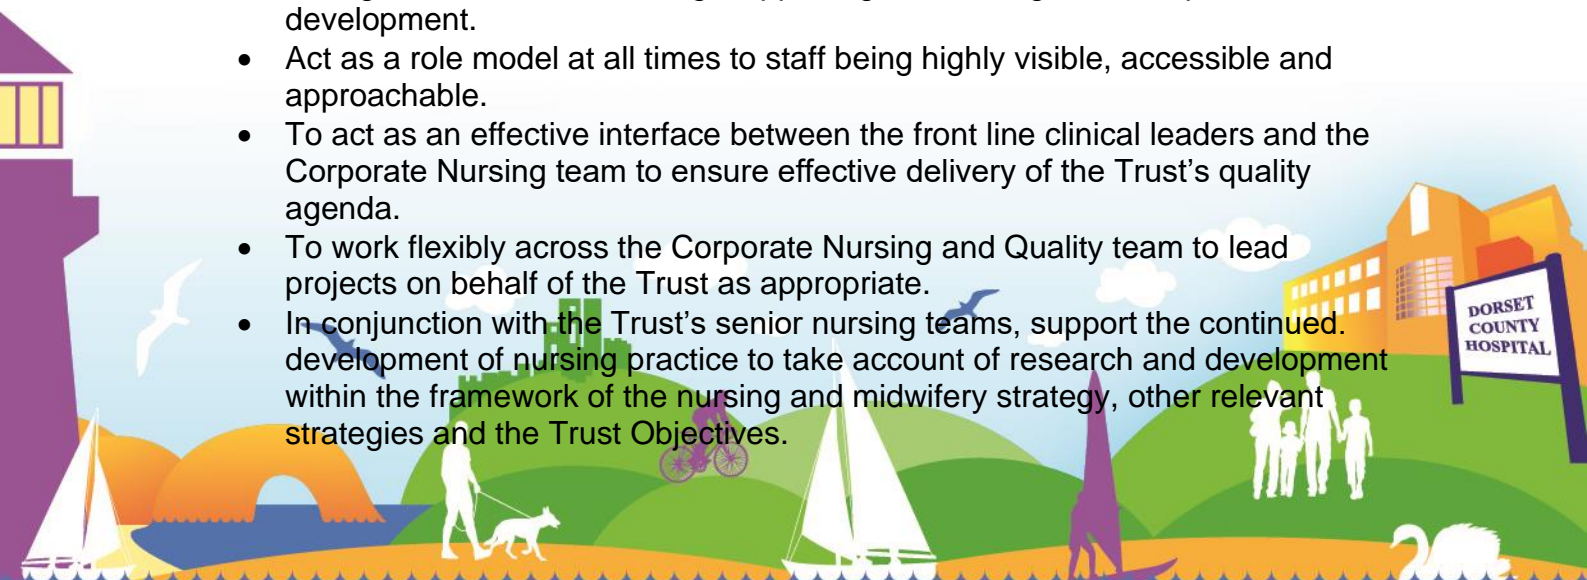 development.
• Act as a role model at all times to staff being highly visible, accessible and
approachable.
• To act as an effective interface between the front line clinical leaders and the
Corporate Nursing team to ensure effective delivery of the Trust’s quality
agenda.
• To work flexibly across the Corporate Nursing and Quality team to lead
projects on behalf of the Trust as appropriate.
• In conjunction with the Trust’s senior nursing teams, support the continued.
development of nursing practice to take account of research and development
within the framework of the nursing and midwifery strategy, other relevant
strategies and the Trust Objectives.
DORSET
COUNTY
HOSPITAL